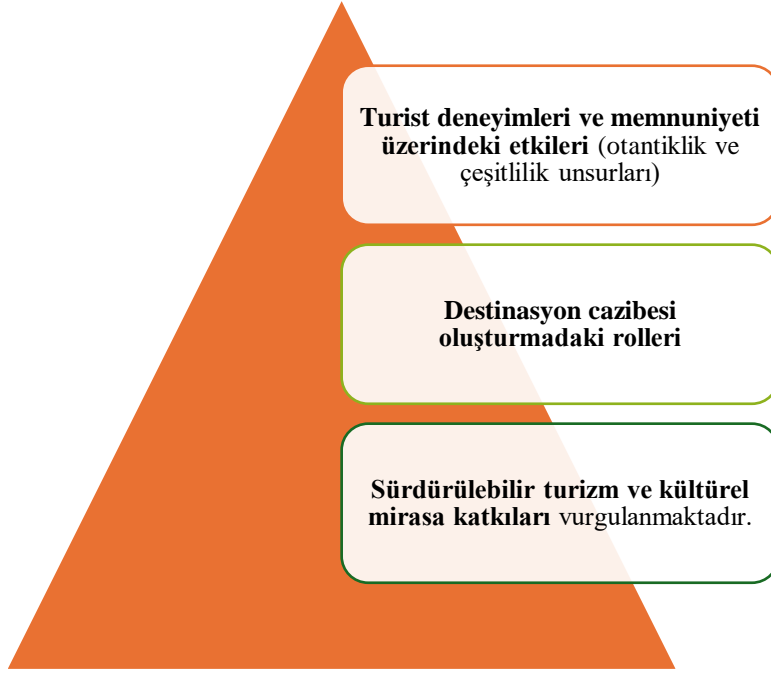 Turist deneyimleri ve memnuniyeti
üzerindeki etkileri (otantiklik ve
çeşitlilik unsurları)
Destinasyon cazibesi
oluşturmadaki rolleri
Sürdürülebilir turizm ve kültürel
mirasa katkıları vurgulanmaktadır.